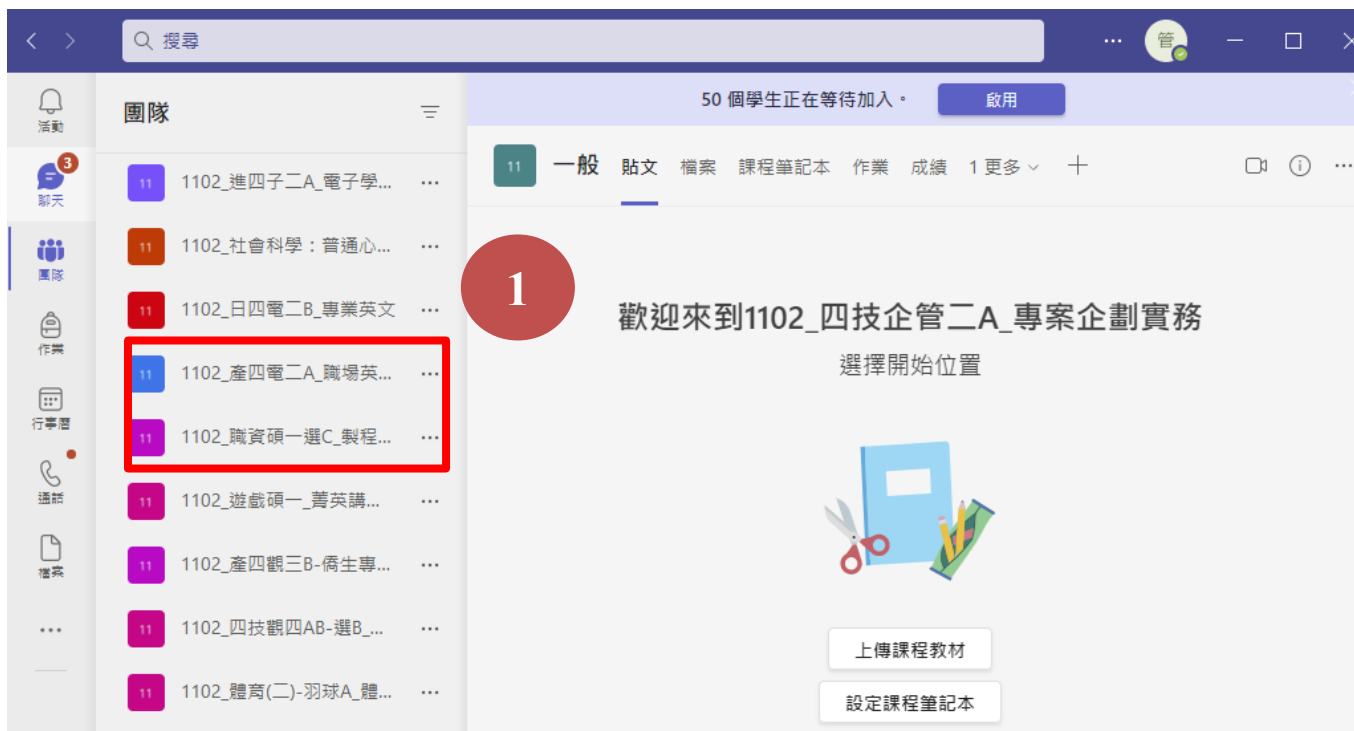 搜尋
...
管
活動
3
聊天
團隊
作業
行事曆
通話
檔案
...
團隊
11 1102_進四子二A_電子學... ...
11 1102_社會科學：普通心... ...
11 1102_日四電二B_專業英文 ...
11 1102_產四電二A_職場英... ...
11 1102_職資碩一選C_製程... ...
11 1102_遊戲碩一_菁英講... ...
11 1102_產四觀三B-僑生專... ...
11 1102_四技觀四AB-選B_... ...
11 1102_體育(二)-羽球A_體... ...
50 個學生正在等待加入。 啟用
11 一般 貼文 檔案 課程筆記本 作業 成績 1 更多 ...
1
歡迎來到1102_四技企管二A_專案企劃實務
選擇開始位置
上傳課程教材
設定課程筆記本